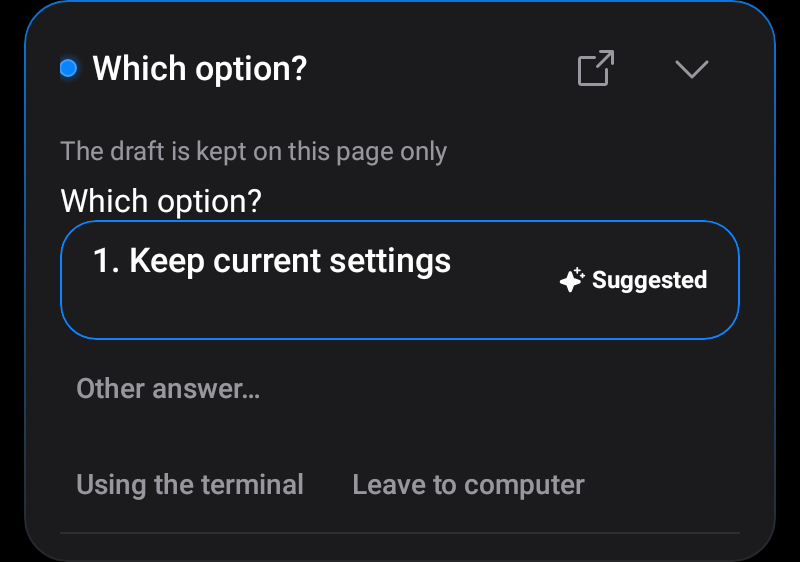 Which option?
The draft is kept on this page only
Which option?
1. Keep current settings
Suggested
Other answer…
Using the terminal Leave to computer